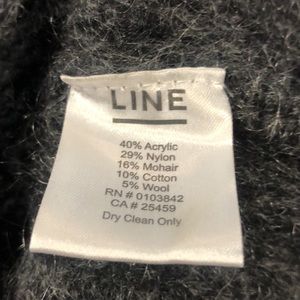 LINE
40% Acrylic
29% Nylon
16% Mohair
10% Cotton
5% Wool
RN # 0103842
CA # 25459
Dry Clean Only